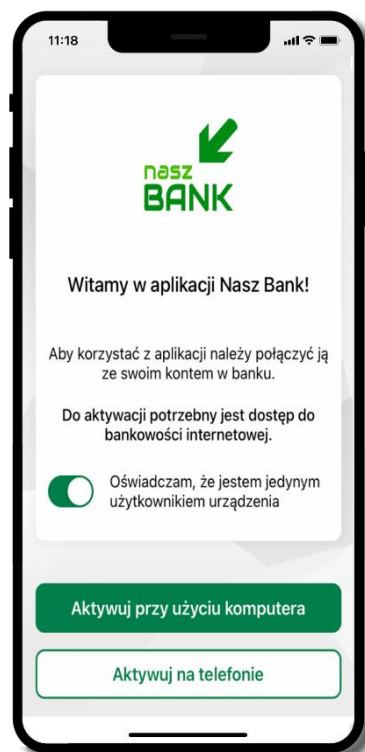 11:18
nasz
BANK
Witamy w aplikacji Nasz Bank!
Aby korzystać z aplikacji należy połączyć ją
ze swoim kontem w banku.
Do aktywacji potrzebny jest dostęp do
bankowości internetowej.
Oświadczam, że jestem jedynym
użytkownikiem urządzenia
Aktywuj przy użyciu komputera
Aktywuj na telefonie